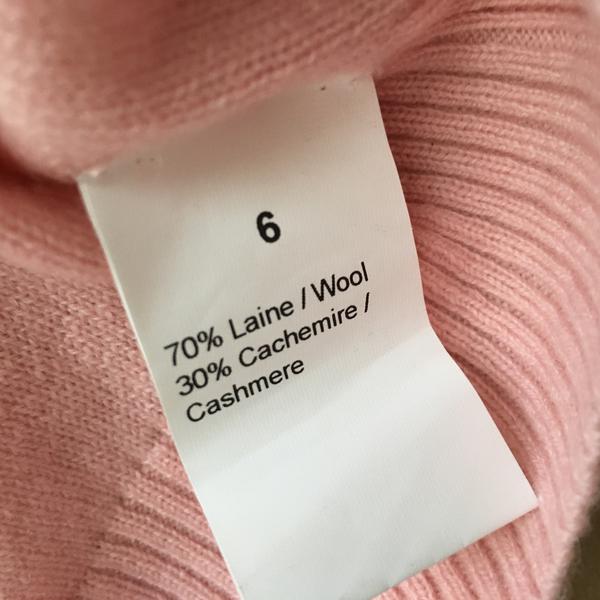 6
70% Laine / Wool
30% Cachemire /
Cashmere